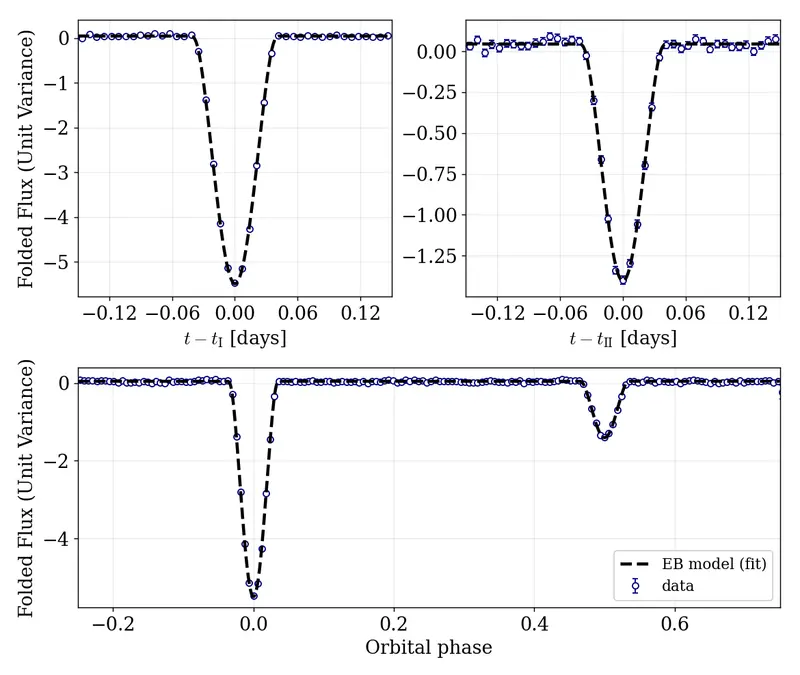 Folded Flux (Unit Variance)
0
−1
−2
−3
−4
−5
−0.12 −0.06 0.00 0.06 0.12
t − t_I [days]
0.00
−0.25
−0.50
−0.75
−1.00
−1.25
−0.12 −0.06 0.00 0.06 0.12
t − t_II [days]
Folded Flux (Unit Variance)
0
−2
−4
−0.2 0.0 0.2 0.4 0.6
Orbital phase
EB model (fit)
data